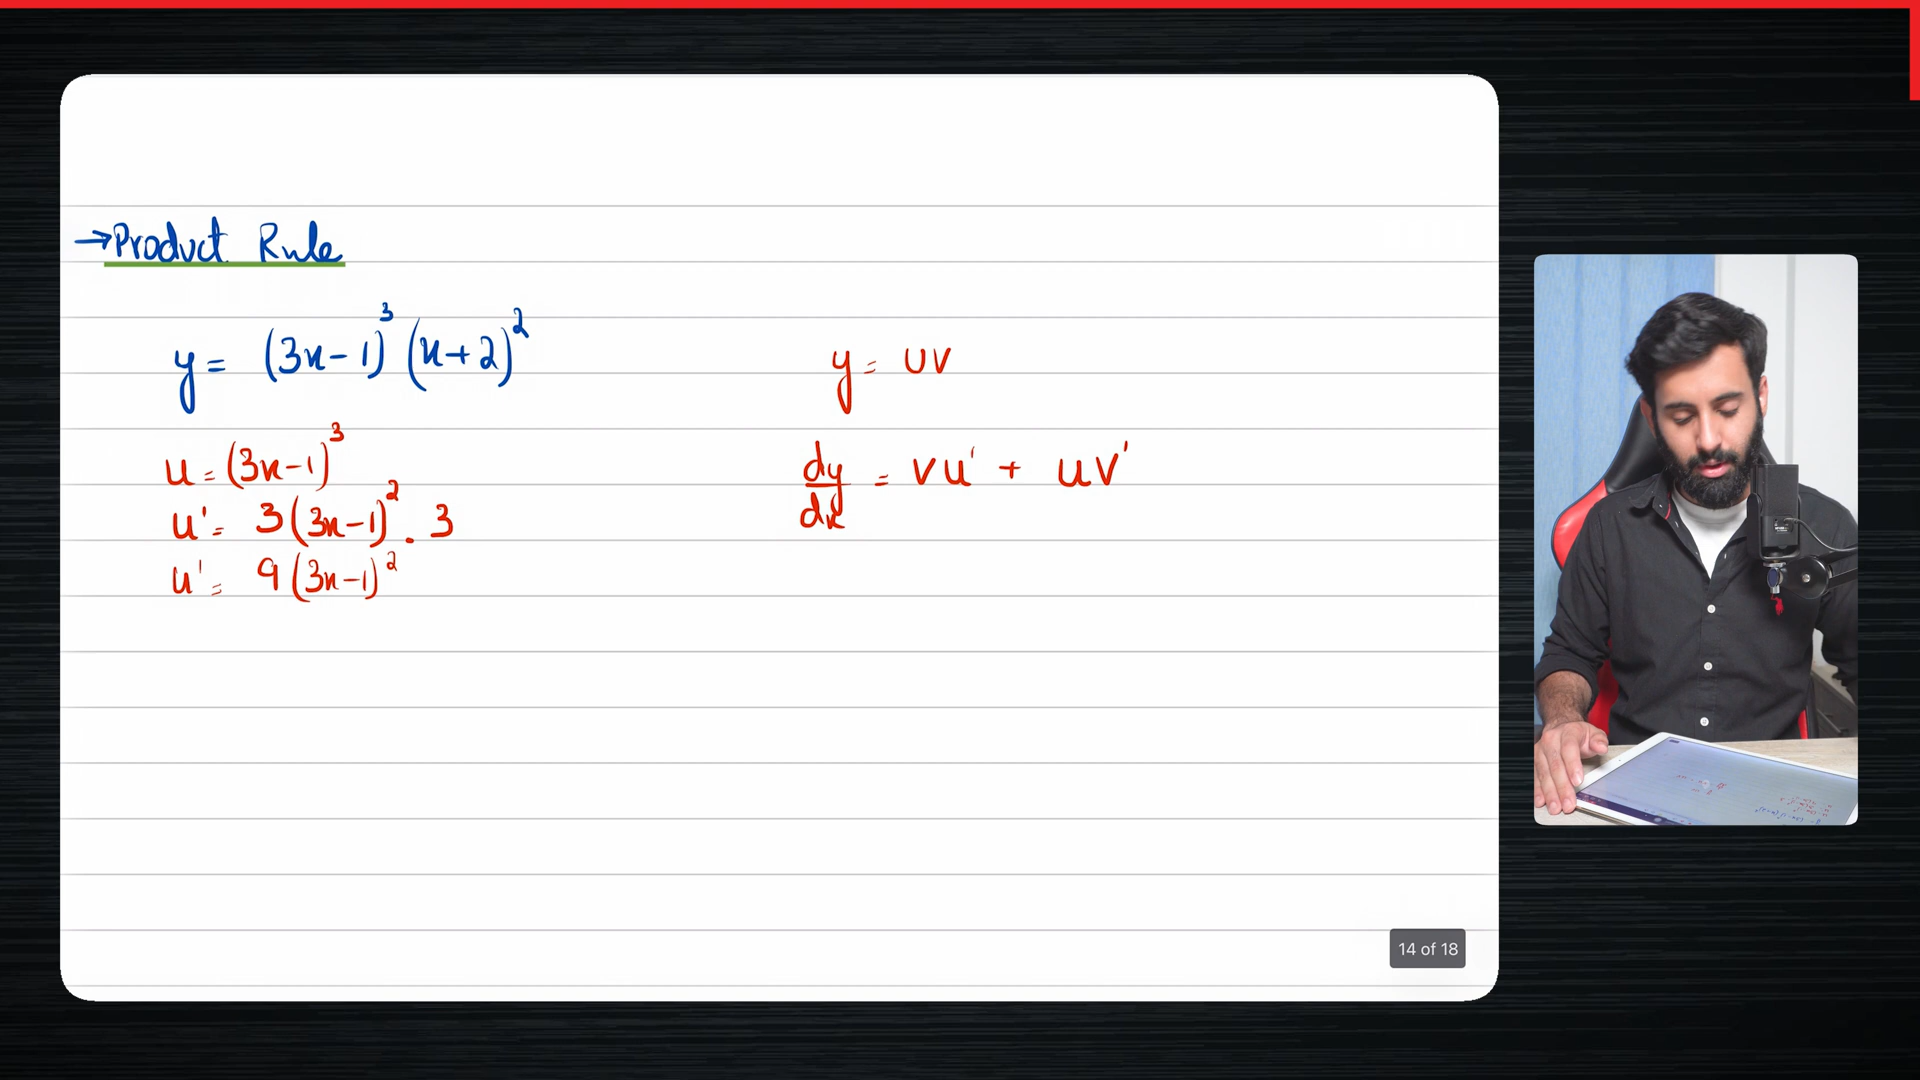 →Product Rule
y = (3x-1)³ (x+2)²
u = (3x-1)³
u' = 3(3x-1)² . 3
u' = 9(3x-1)²
y = uv
dy/dx = vu' + uv'
14 of 18